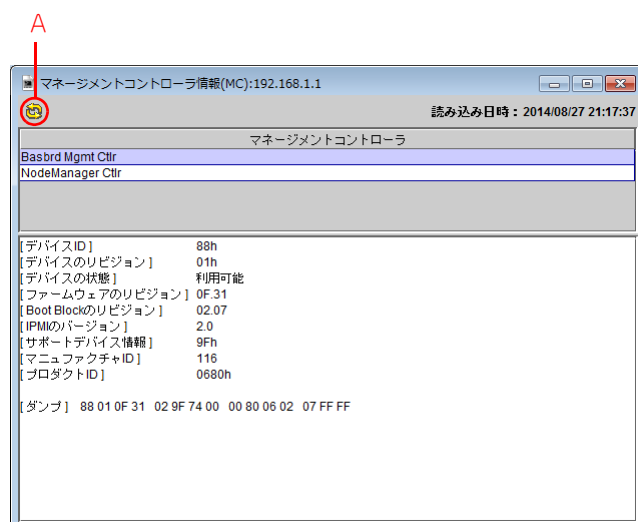 A
マネージメントコントローラ情報(MC):192.168.1.1
読み込み日時：2014/08/27 21:17:37
マネージメントコントローラ
Basbrd Mgmt Ctlr
NodeManager Ctlr
[デバイスID] 88h
[デバイスのリビジョン] 01h
[デバイスの状態] 利用可能
[ファームウェアのリビジョン] 0F.31
[Boot Blockのリビジョン] 02.07
[IPMIのバージョン] 2.0
[サポートデバイス情報] 9Fh
[マニュファクチャID] 116
[プロダクトID] 0680h
[ダンプ] 88 01 0F 31 02 9F 74 00 00 80 06 02 07 FF FF